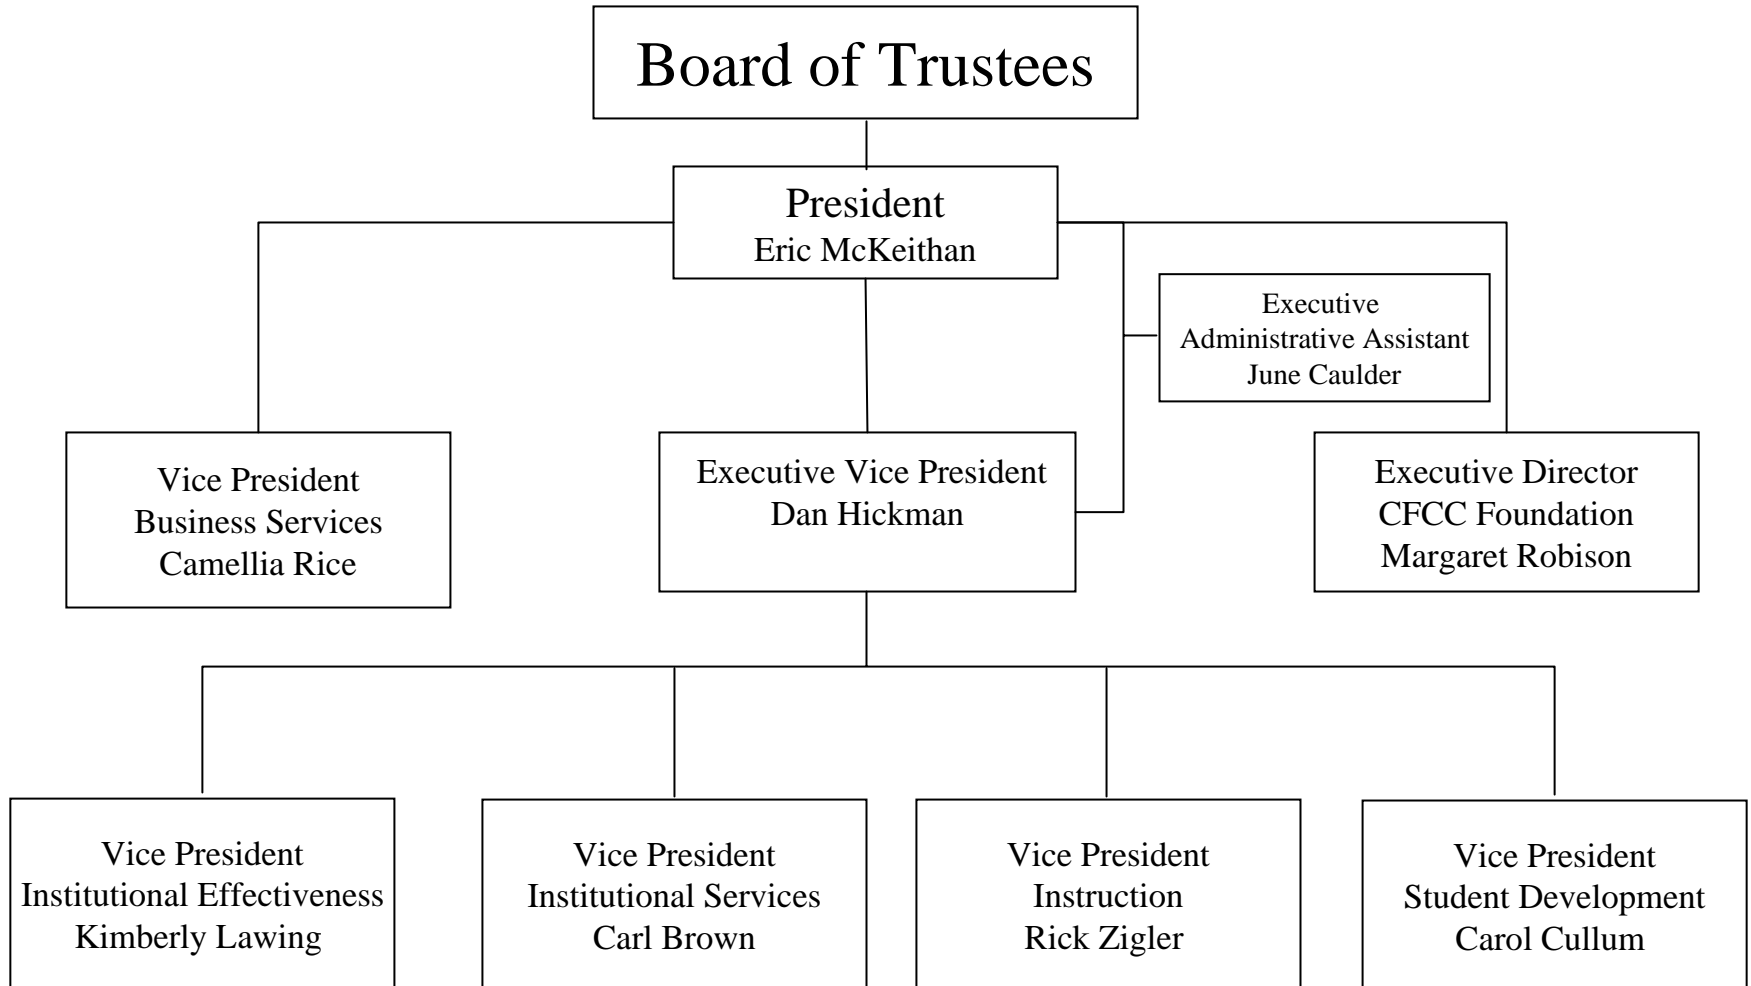 Board of Trustees
President
Eric McKeithan
Executive
Administrative Assistant
June Caulder
Vice President
Business Services
Camellia Rice
Executive Vice President
Dan Hickman
Executive Director
CFCC Foundation
Margaret Robison
Vice President
Institutional Effectiveness
Kimberly Lawing
Vice President
Institutional Services
Carl Brown
Vice President
Instruction
Rick Zigler
Vice President
Student Development
Carol Cullum